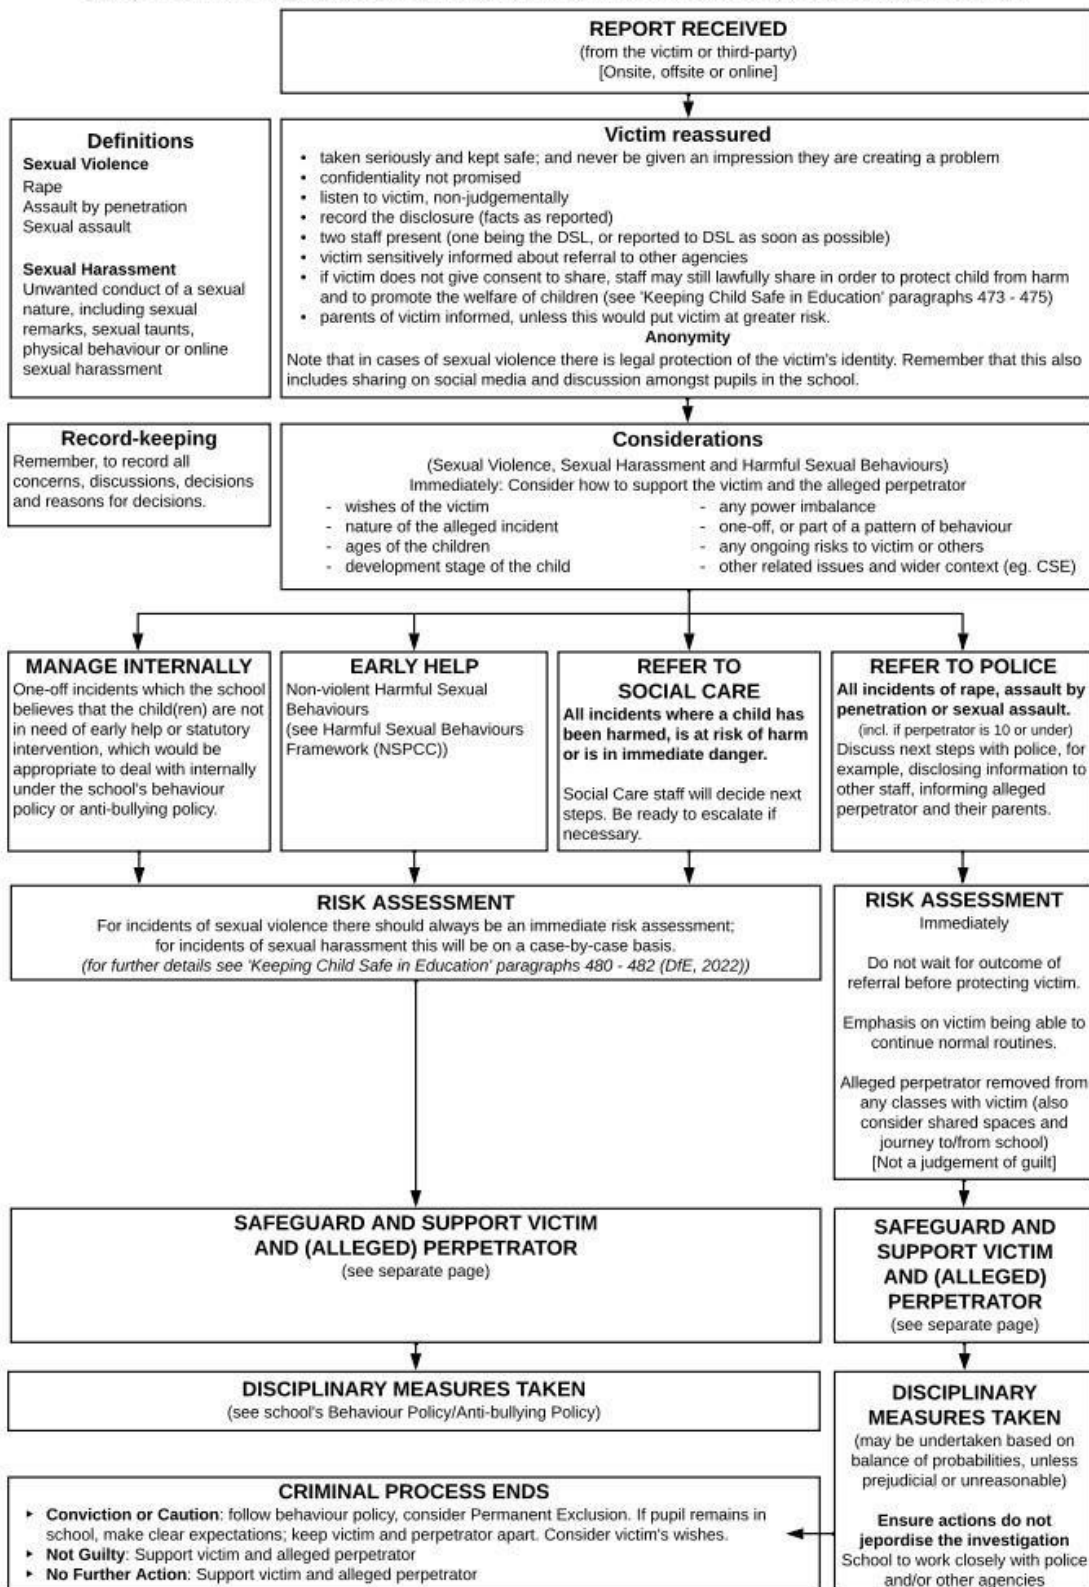 REPORT RECEIVED
(from the victim or third-party)
[Onsite, offsite or online]
Definitions
Sexual Violence
Rape
Assault by penetration
Sexual assault
Sexual Harassment
Unwanted conduct of a sexual
nature, including sexual
remarks, sexual taunts,
physical behaviour or online
sexual harassment
Victim reassured
• taken seriously and kept safe; and never be given an impression they are creating a problem
• confidentiality not promised
• listen to victim, non-judgementally
• record the disclosure (facts as reported)
• two staff present (one being the DSL, or reported to DSL as soon as possible)
• victim sensitively informed about referral to other agencies
• if victim does not give consent to share, staff may still lawfully share in order to protect child from harm
and to promote the welfare of children (see 'Keeping Child Safe in Education' paragraphs 473 - 475)
• parents of victim informed, unless this would put victim at greater risk.
Anonymity
Note that in cases of sexual violence there is legal protection of the victim's identity. Remember that this also
includes sharing on social media and discussion amongst pupils in the school.
Record-keeping
Remember, to record all
concerns, discussions, decisions
and reasons for decisions.
Considerations
(Sexual Violence, Sexual Harassment and Harmful Sexual Behaviours)
Immediately: Consider how to support the victim and the alleged perpetrator
- wishes of the victim
- nature of the alleged incident
- ages of the children
- development stage of the child
- any power imbalance
- one-off, or part of a pattern of behaviour
- any ongoing risks to victim or others
- other related issues and wider context (eg. CSE)
MANAGE INTERNALLY
One-off incidents which the school
believes that the child(ren) are not
in need of early help or statutory
intervention, which would be
appropriate to deal with internally
under the school's behaviour
policy or anti-bullying policy.
EARLY HELP
Non-violent Harmful Sexual
Behaviours
(see Harmful Sexual Behaviours
Framework (NSPCC))
REFER TO
SOCIAL CARE
All incidents where a child has
been harmed, is at risk of harm
or is in immediate danger.
Social Care staff will decide next
steps. Be ready to escalate if
necessary.
REFER TO POLICE
All incidents of rape, assault by
penetration or sexual assault.
(incl. if perpetrator is 10 or under)
Discuss next steps with police, for
example, disclosing information to
other staff, informing alleged
perpetrator and their parents.
RISK ASSESSMENT
For incidents of sexual violence there should always be an immediate risk assessment;
for incidents of sexual harassment this will be on a case-by-case basis.
(for further details see 'Keeping Child Safe in Education' paragraphs 480 - 482 (DfE, 2022))
RISK ASSESSMENT
Immediately
Do not wait for outcome of
referral before protecting victim.
Emphasis on victim being able to
continue normal routines.
Alleged perpetrator removed from
any classes with victim (also
consider shared spaces and
journey to/from school)
[Not a judgement of guilt]
SAFEGUARD AND SUPPORT VICTIM
AND (ALLEGED) PERPETRATOR
(see separate page)
SAFEGUARD AND
SUPPORT VICTIM
AND (ALLEGED)
PERPETRATOR
(see separate page)
DISCIPLINARY MEASURES TAKEN
(see school's Behaviour Policy/Anti-bullying Policy)
DISCIPLINARY
MEASURES TAKEN
(may be undertaken based on
balance of probabilities, unless
prejudicial or unreasonable)
Ensure actions do not
jepordise the investigation
School to work closely with police
and/or other agencies
CRIMINAL PROCESS ENDS
‣ Conviction or Caution: follow behaviour policy, consider Permanent Exclusion. If pupil remains in
school, make clear expectations; keep victim and perpetrator apart. Consider victim's wishes.
‣ Not Guilty: Support victim and alleged perpetrator
‣ No Further Action: Support victim and alleged perpetrator